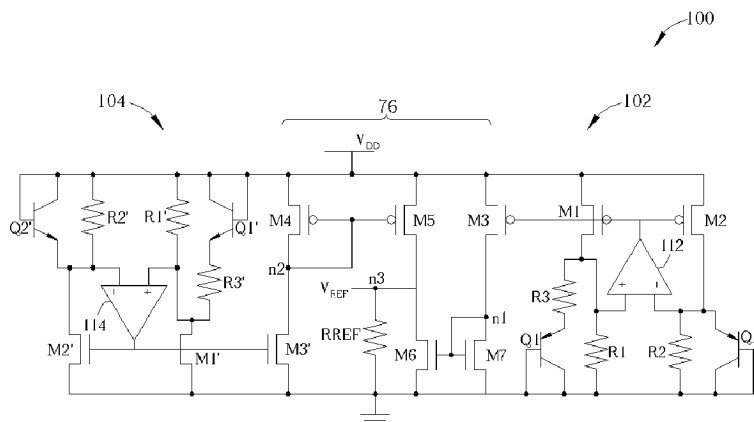 100
104
76
102
VDD
Q2'
R2'
R1'
Q1'
M4
M5
M3
M1
M2
112
R3'
n2
n3
VREF
R3
n1
114
- +
+ -
M2'
M1'
M3'
RREF
M6
M7
Q1
R1
R2
Q